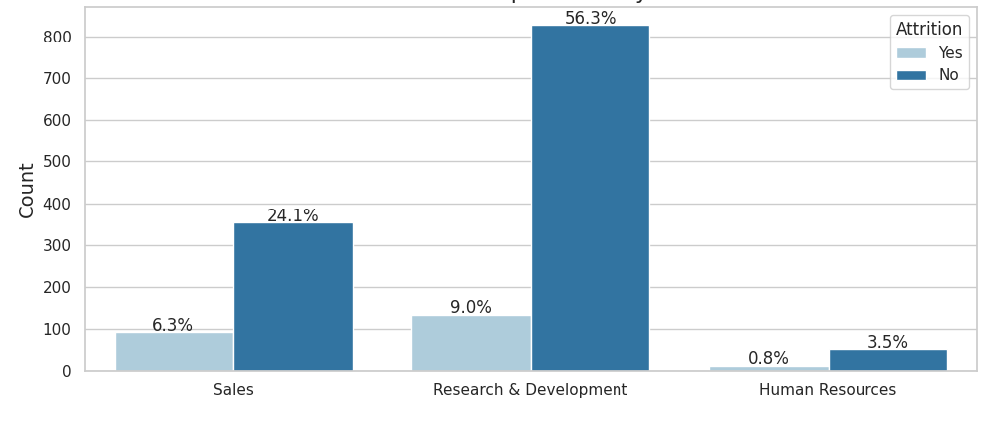 56.3%
800
Attrition
Yes
No
700
600
500
Count
400
24.1%
300
200
9.0%
6.3%
100
3.5%
0.8%
0
Sales
Research & Development
Human Resources